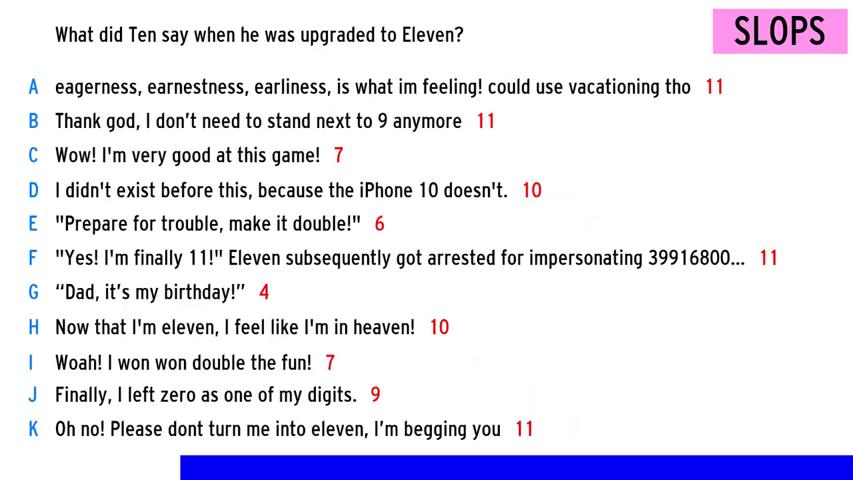 What did Ten say when he was upgraded to Eleven?
SLOPS
A eagerness, earnestness, earliness, is what im feeling! could use vacationing tho 11
B Thank god, I don’t need to stand next to 9 anymore 11
C Wow! I'm very good at this game! 7
D I didn't exist before this, because the iPhone 10 doesn't. 10
E "Prepare for trouble, make it double!" 6
F "Yes! I'm finally 11!" Eleven subsequently got arrested for impersonating 39916800... 11
G “Dad, it’s my birthday!” 4
H Now that I'm eleven, I feel like I'm in heaven! 10
I Woah! I won won double the fun! 7
J Finally, I left zero as one of my digits. 9
K Oh no! Please dont turn me into eleven, I’m begging you 11